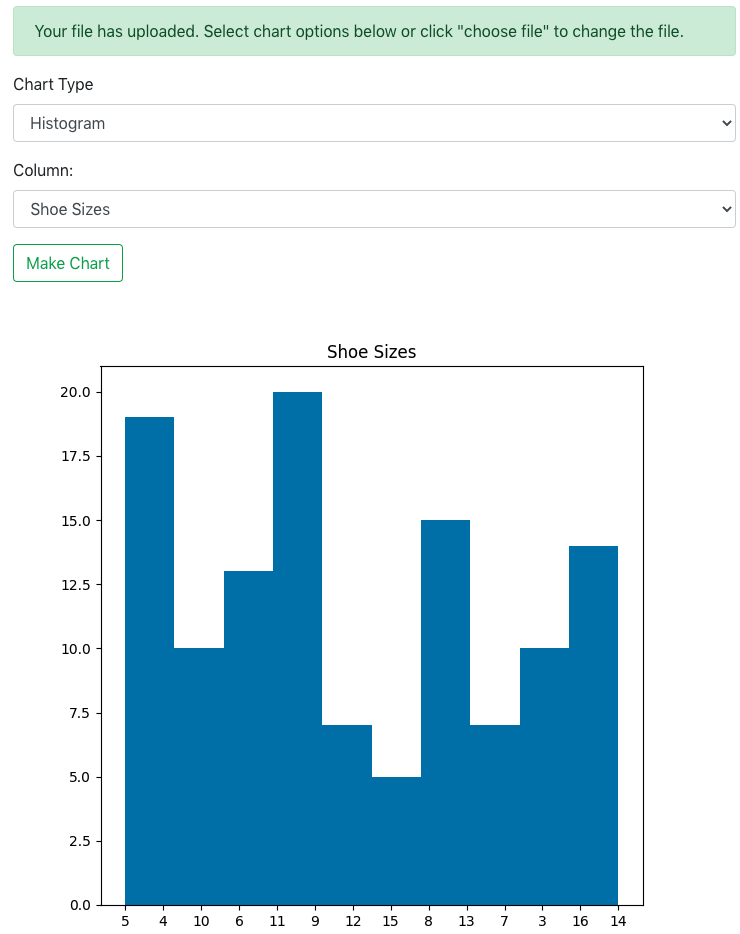 Your file has uploaded. Select chart options below or click "choose file" to change the file.
Chart Type
Histogram
Column:
Shoe Sizes
Make Chart
Shoe Sizes
20.0
17.5
15.0
12.5
10.0
7.5
5.0
2.5
0.0
5 4 10 6 11 9 12 15 8 13 7 3 16 14